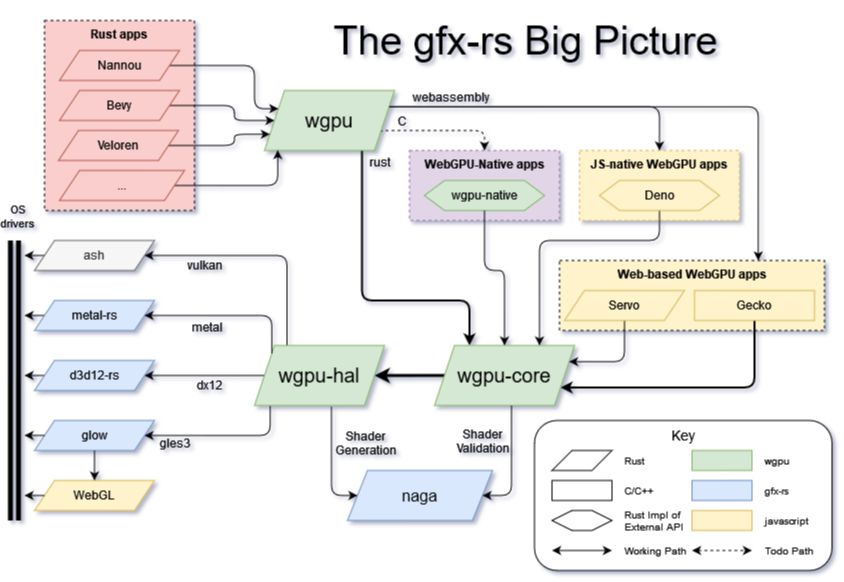 The gfx-rs Big Picture
Rust apps
Nannou
Bevy
Veloren
...
wgpu
webassembly
C
rust
WebGPU-Native apps
wgpu-native
JS-native WebGPU apps
Deno
Web-based WebGPU apps
Servo
Gecko
OS
drivers
ash
vulkan
metal-rs
metal
d3d12-rs
dx12
glow
gles3
WebGL
wgpu-hal
wgpu-core
Shader
Generation
Shader
Validation
naga
Key
Rust
wgpu
C/C++
gfx-rs
Rust Impl of
External API
javascript
Working Path
Todo Path